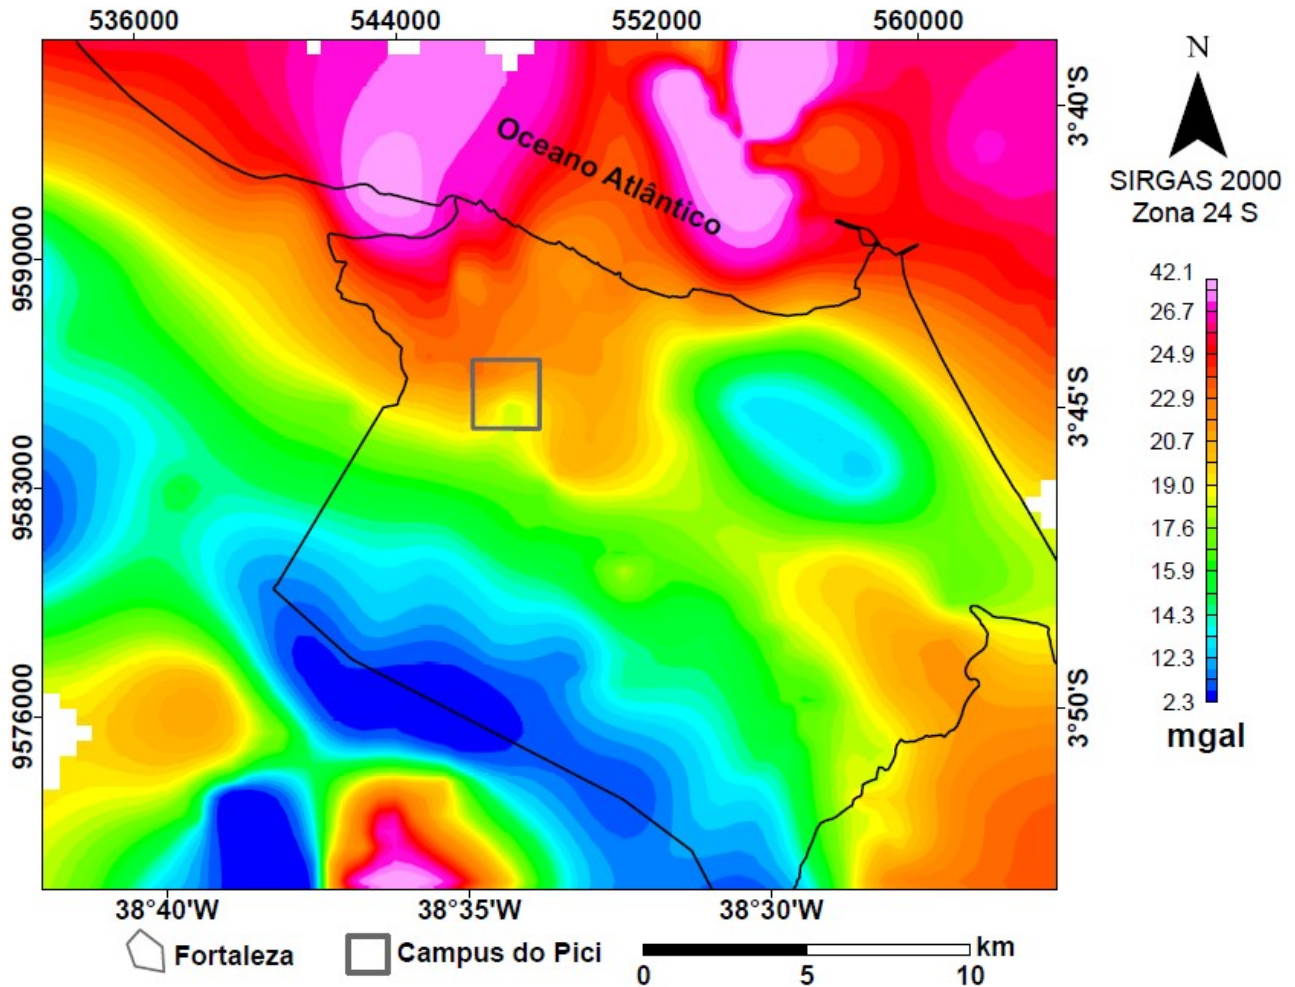 536000 544000 552000 560000
N
3°40'S
Oceano Atlântico
SIRGAS 2000
Zona 24 S
9590000
42.1
26.7
24.9
3°45'S
22.9
20.7
9583000
19.0
17.6
15.9
14.3
12.3
9576000
3°50'S
2.3
mgal
38°40'W 38°35'W 38°30'W
Fortaleza
Campus do Pici
km
0 5 10